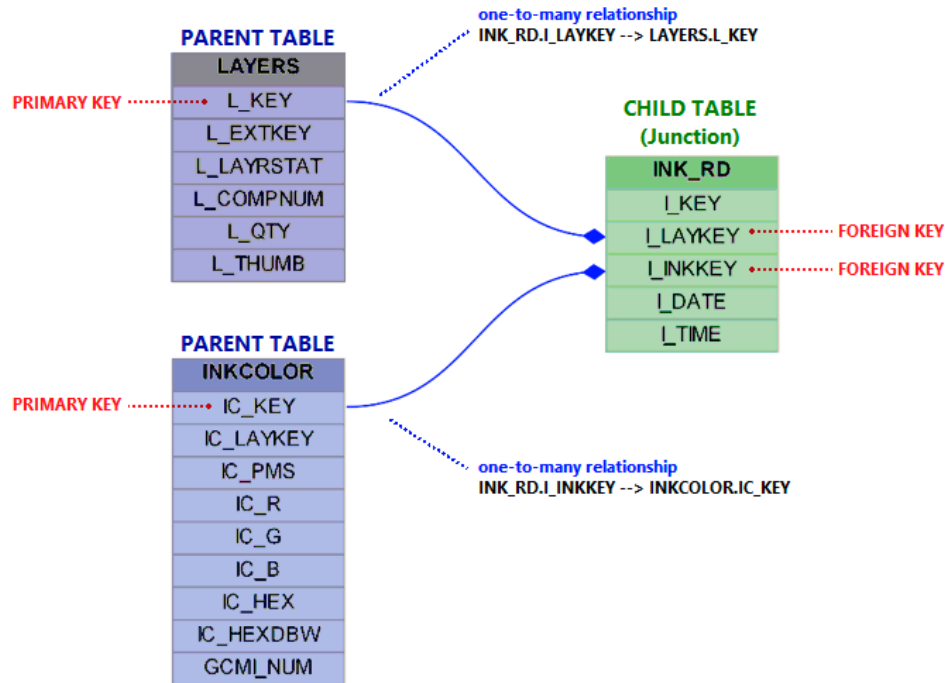 one-to-many relationship
INK_RD.I_LAYKEY --> LAYERS.L_KEY
PARENT TABLE
LAYERS
PRIMARY KEY
L_KEY
L_EXTKEY
L_LAYRSTAT
L_COMPNUM
L_QTY
L_THUMB
CHILD TABLE
(Junction)
INK_RD
I_KEY
I_LAYKEY
FOREIGN KEY
I_INKKEY
FOREIGN KEY
I_DATE
I_TIME
PARENT TABLE
INKCOLOR
PRIMARY KEY
IC_KEY
IC_LAYKEY
IC_PMS
IC_R
IC_G
IC_B
IC_HEX
IC_HEXDBW
GCMI_NUM
one-to-many relationship
INK_RD.I_INKKEY --> INKCOLOR.IC_KEY